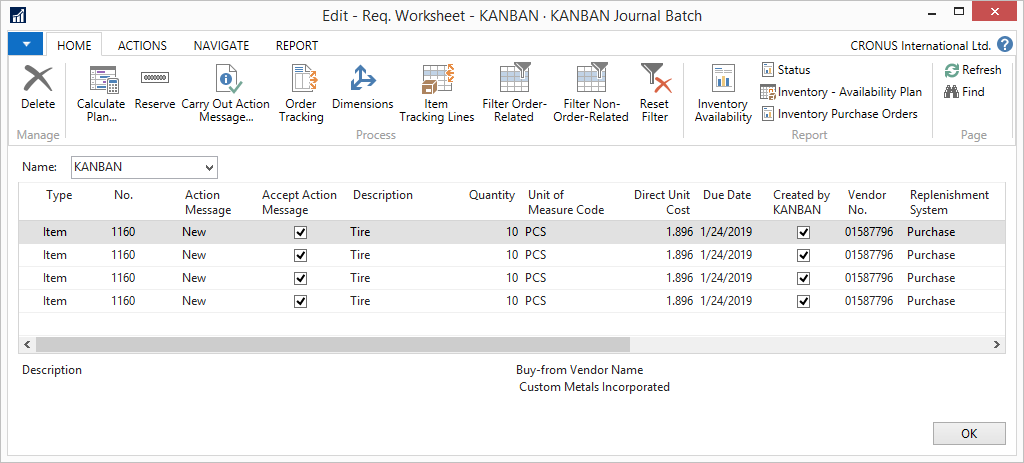 Edit - Req. Worksheet - KANBAN · KANBAN Journal Batch
HOME ACTIONS NAVIGATE REPORT CRONUS International Ltd. ?
Delete
Calculate Plan...
Reserve
Carry Out Action Message...
Order Tracking
Dimensions
Item Tracking Lines
Filter Order-Related
Filter Non-Order-Related
Reset Filter
Inventory Availability
Status
Inventory - Availability Plan
Inventory Purchase Orders
Refresh
Find
Manage Process Report Page
Name: KANBAN
Type No. Action Message Accept Action Message Description Quantity Unit of Measure Code Direct Unit Cost Due Date Created by KANBAN Vendor No. Replenishment System
Item 1160 New Tire 10 PCS 1.896 1/24/2019 01587796 Purchase
Item 1160 New Tire 10 PCS 1.896 1/24/2019 01587796 Purchase
Item 1160 New Tire 10 PCS 1.896 1/24/2019 01587796 Purchase
Item 1160 New Tire 10 PCS 1.896 1/24/2019 01587796 Purchase
Description Buy-from Vendor Name
Custom Metals Incorporated
OK